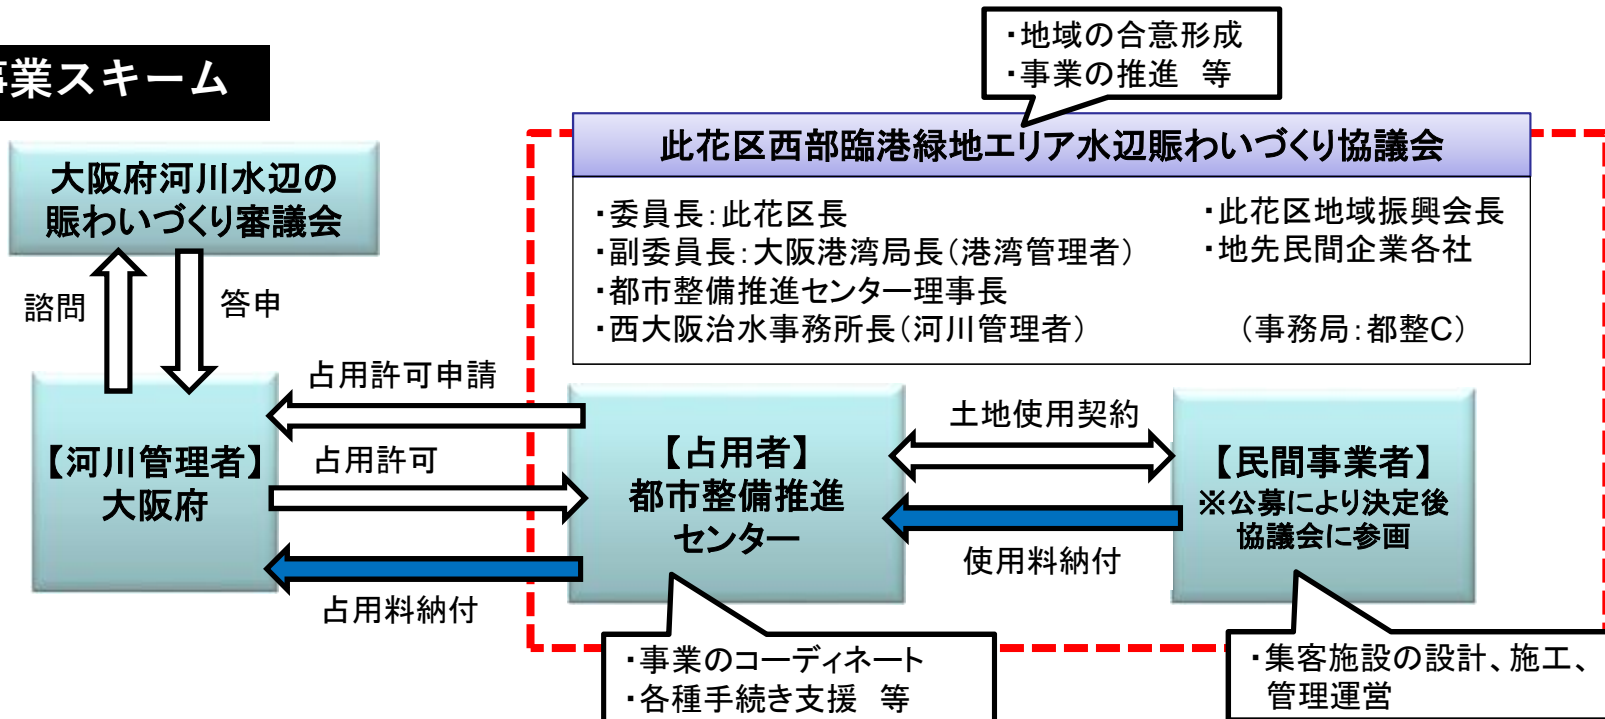 事業スキーム
・地域の合意形成
・事業の推進 等
此花区西部臨港緑地エリア水辺賑わいづくり協議会
・委員長：此花区長
・副委員長：大阪港湾局長（港湾管理者）
・都市整備推進センター理事長
・西大阪治水事務所長（河川管理者）
・此花区地域振興会長
・地先民間企業各社
（事務局：都整C）
大阪府河川水辺の
賑わいづくり審議会
諮問
答申
【河川管理者】
大阪府
占用許可申請
占用許可
占用料納付
【占用者】
都市整備推進
センター
土地使用契約
使用料納付
【民間事業者】
※公募により決定後
協議会に参画
・事業のコーディネート
・各種手続き支援 等
・集客施設の設計、施工、
管理運営